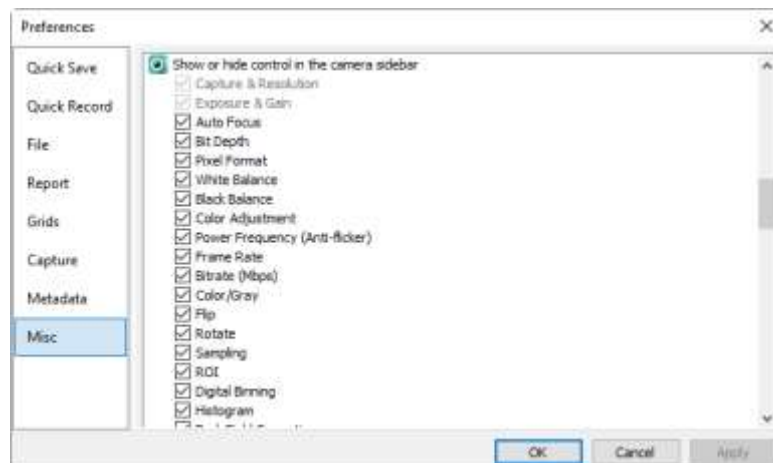 Preferences
Quick Save
Quick Record
File
Report
Grids
Capture
Metadata
Misc
Show or hide control in the camera sidebar
Capture & Resolution
Exposure & Gain
Auto Focus
Bit Depth
Pixel Format
White Balance
Black Balance
Color Adjustment
Power Frequency (Anti-flicker)
Frame Rate
Bitrate (Mbps)
Color/Gray
Flip
Rotate
Sampling
ROI
Digital Binning
Histogram
OK Cancel Apply